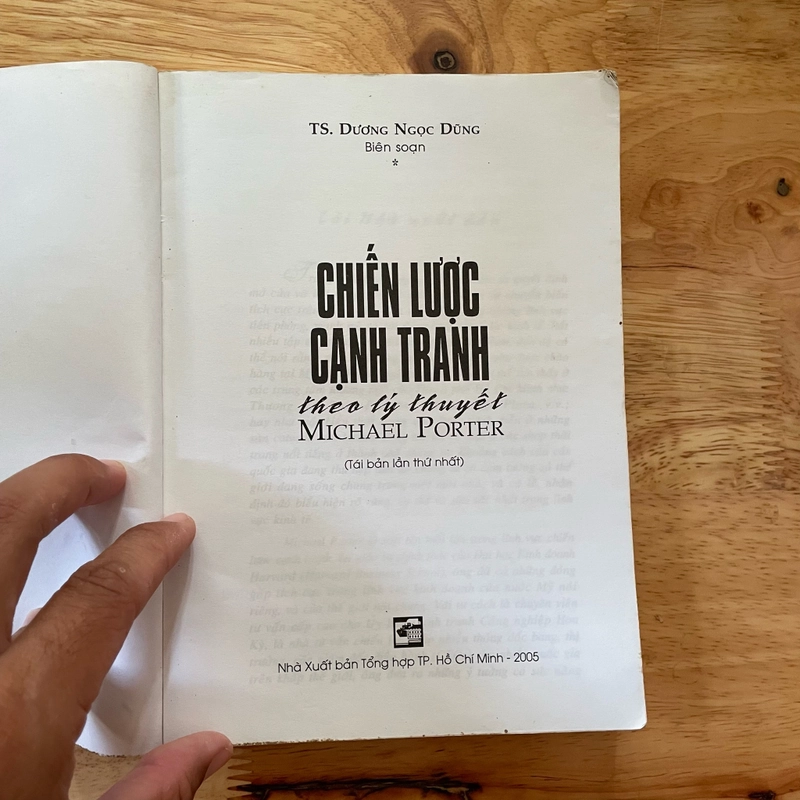 TS. DƯƠNG NGỌC DŨNG
Biên soạn
*
CHIẾN LƯỢC
CẠNH TRANH
theo lý thuyết
MICHAEL PORTER
(Tái bản lần thứ nhất)
Nhà Xuất bản Tổng hợp TP. Hồ Chí Minh - 2005